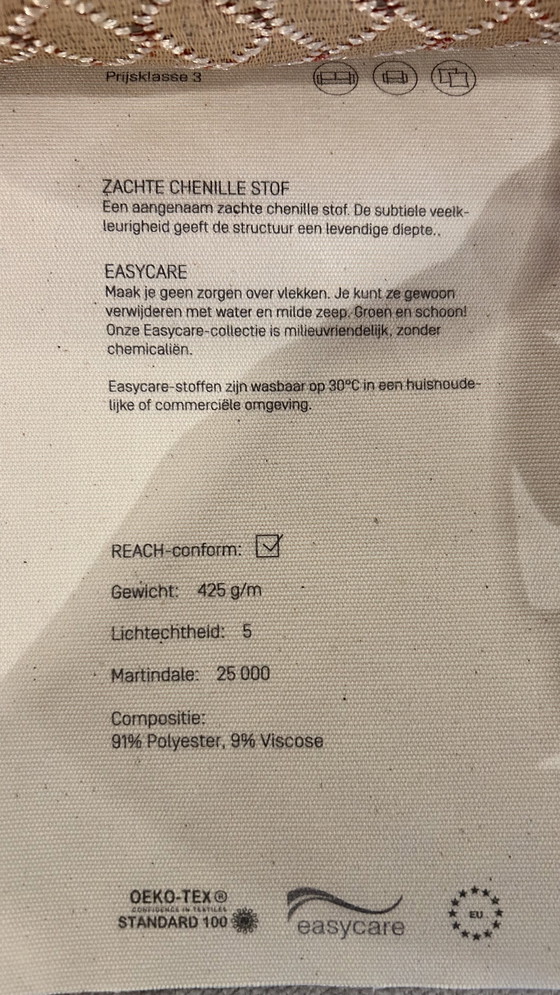 Prijsklasse 3
ZACHTE CHENILLE STOF
Een aangenaam zachte chenille stof. De subtiele veelk-
leurigheid geeft de structuur een levendige diepte..
EASYCARE
Maak je geen zorgen over vlekken. Je kunt ze gewoon
verwijderen met water en milde zeep. Groen en schoon!
Onze Easycare-collectie is milieuvriendelijk, zonder
chemicaliën.
Easycare-stoffen zijn wasbaar op 30°C in een huishoude-
lijke of commerciële omgeving.
REACH-conform:
Gewicht: 425 g/m
Lichtechtheid: 5
Martindale: 25 000
Compositie:
91% Polyester, 9% Viscose
OEKO-TEX®
CONFIDENCE IN TEXTILES
STANDARD 100
easycare
EU